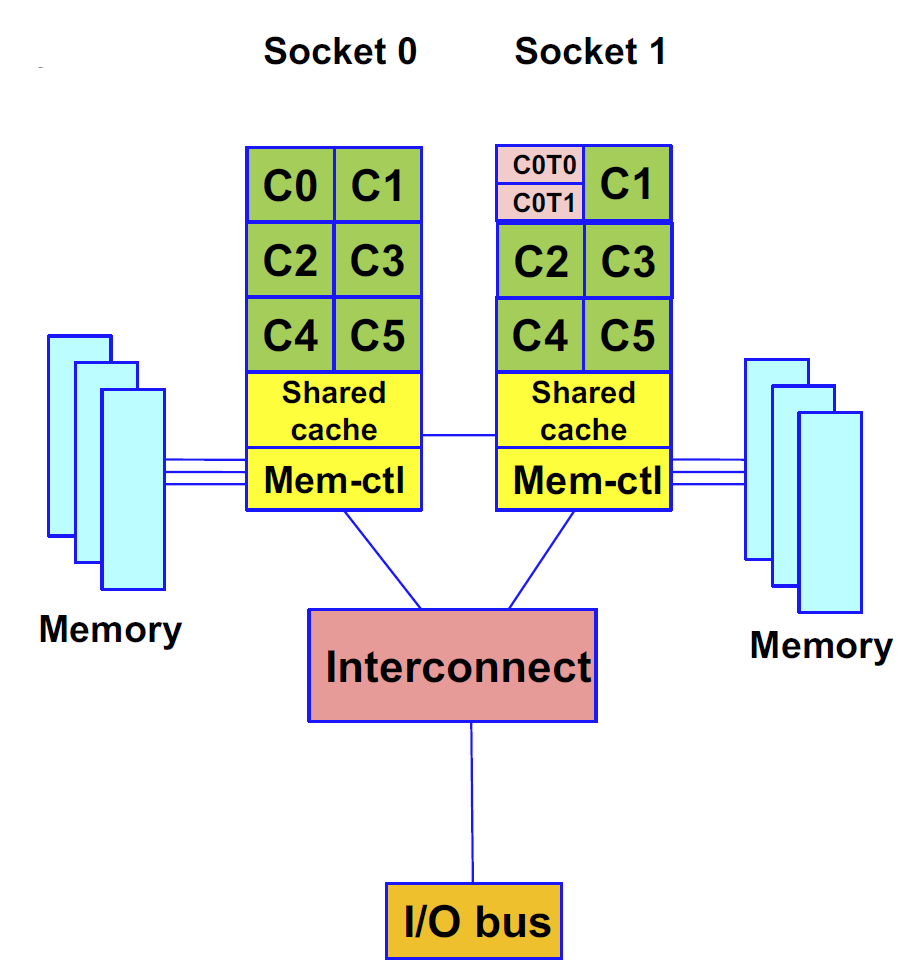 Socket 0
Socket 1
C0
C1
C2
C3
C4
C5
Shared
cache
Mem-ctl
C0T0
C0T1
C1
C2
C3
C4
C5
Shared
cache
Mem-ctl
Memory
Memory
Interconnect
I/O bus